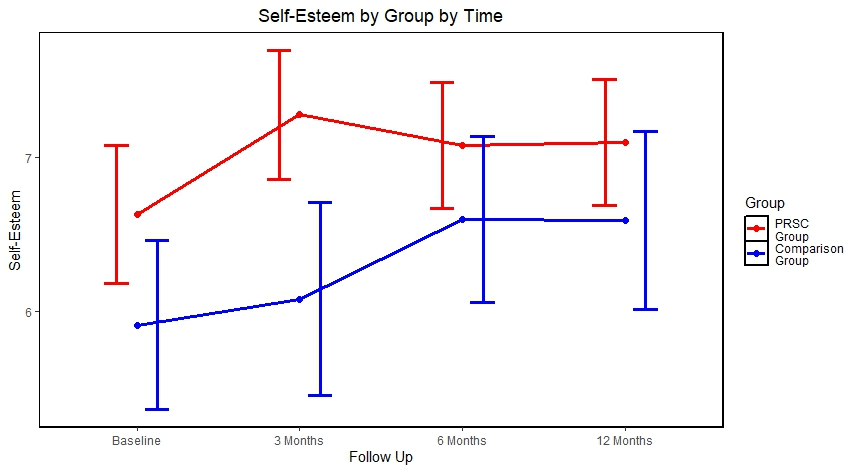 Self-Esteem by Group by Time
Self-Esteem
7
6
Baseline
3 Months
6 Months
12 Months
Follow Up
Group
PRSC
Group
Comparison
Group